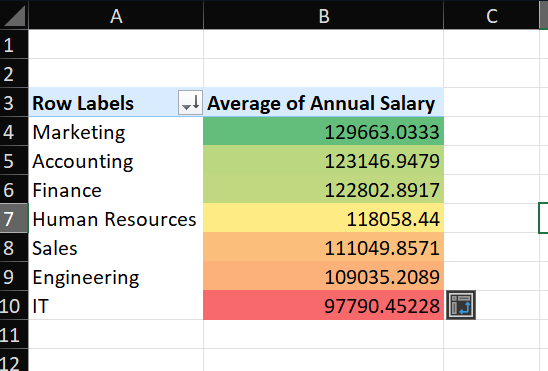 A B C
1
2
3 Row Labels Average of Annual Salary
4 Marketing 129663.0333
5 Accounting 123146.9479
6 Finance 122802.8917
7 Human Resources 118058.44
8 Sales 111049.8571
9 Engineering 109035.2089
10 IT 97790.45228
11
12